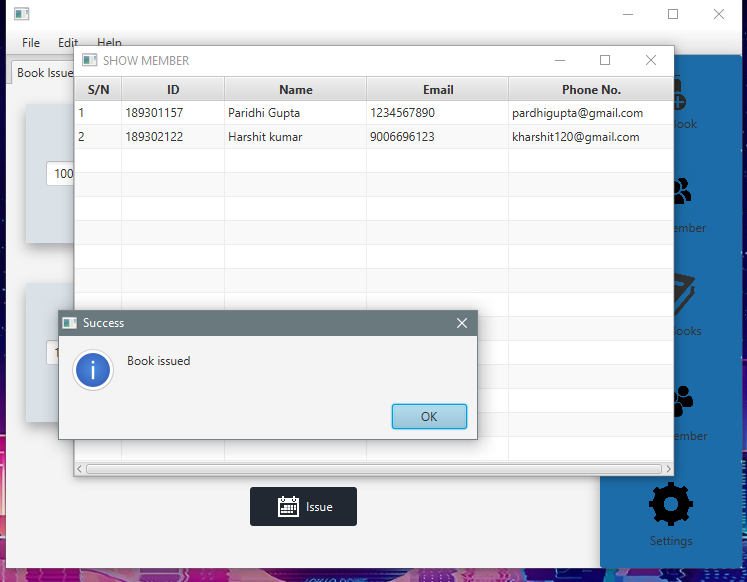 File Edit Help
SHOW MEMBER
Book Issue
S/N ID Name Email Phone No.
1 189301157 Paridhi Gupta 1234567890 pardhigupta@gmail.com
2 189302122 Harshit kumar 9006696123 kharshit120@gmail.com
100
Book
ember
ooks
ember
Success
Book issued
OK
Issue
Settings